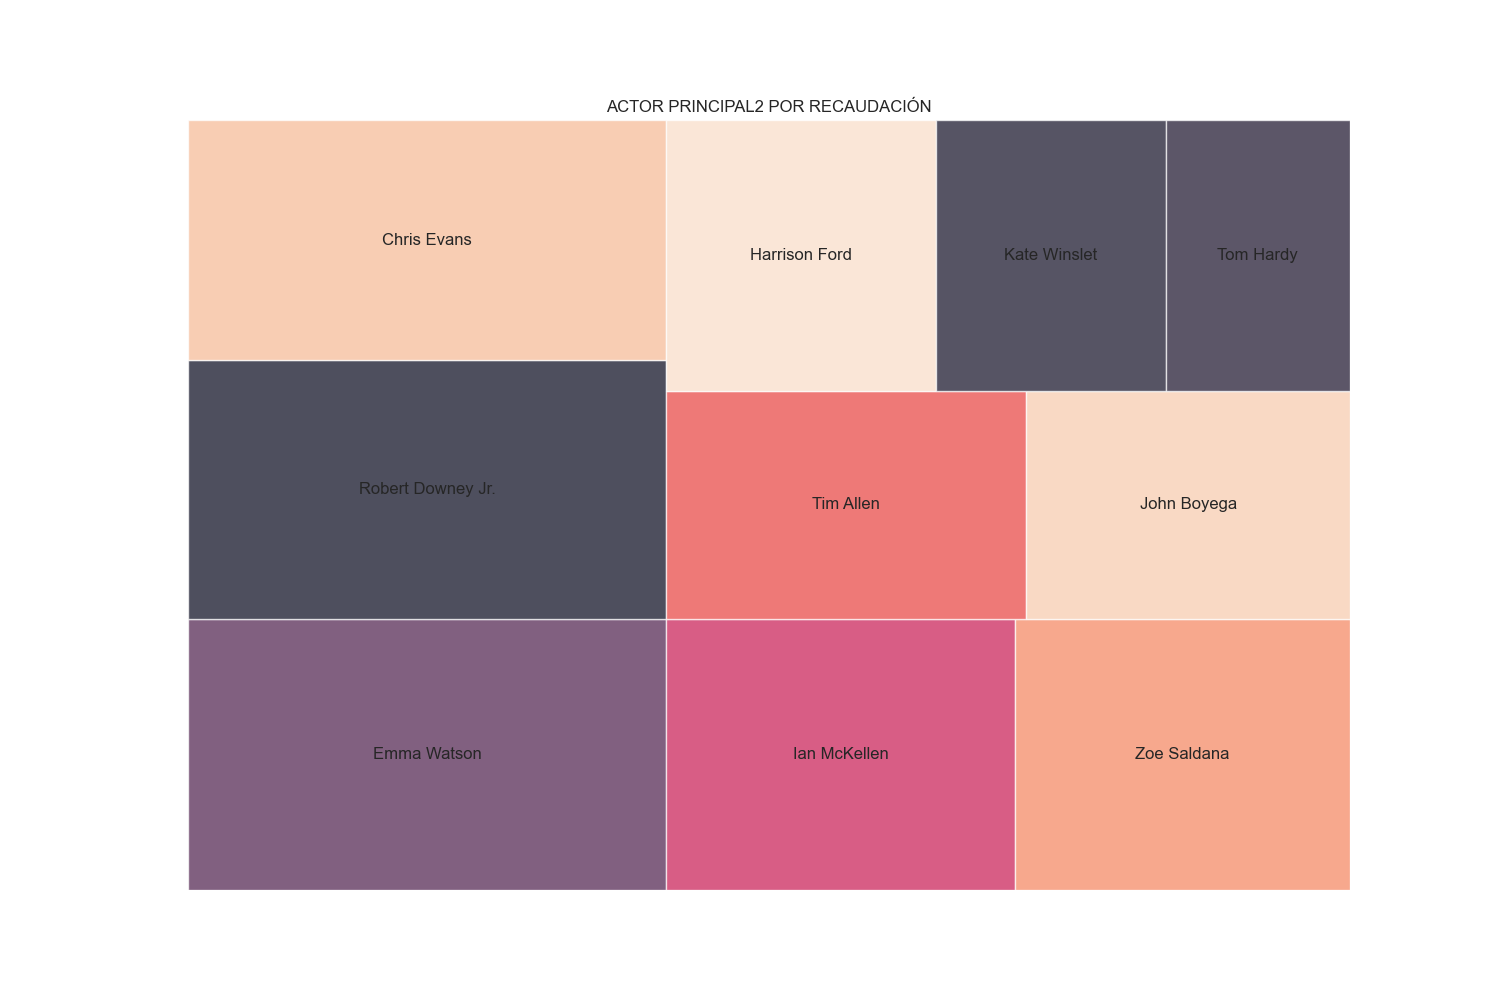 ACTOR PRINCIPAL2 POR RECAUDACIÓN
Chris Evans
Harrison Ford
Kate Winslet
Tom Hardy
Robert Downey Jr.
Tim Allen
John Boyega
Emma Watson
Ian McKellen
Zoe Saldana